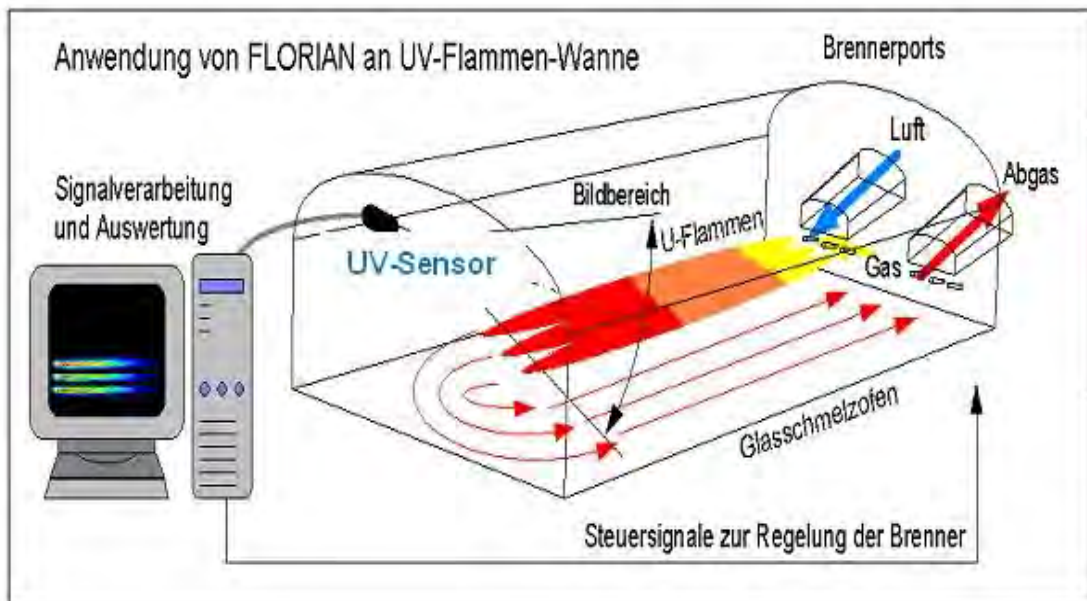 Anwendung von FLORIAN an UV-Flammen-Wanne
Brennerports
Luft
Abgas
Signalverarbeitung
und Auswertung
Bildbereich
U-Flammen
UV-Sensor
Gas
Glasschmelzofen
Steuersignale zur Regelung der Brenner